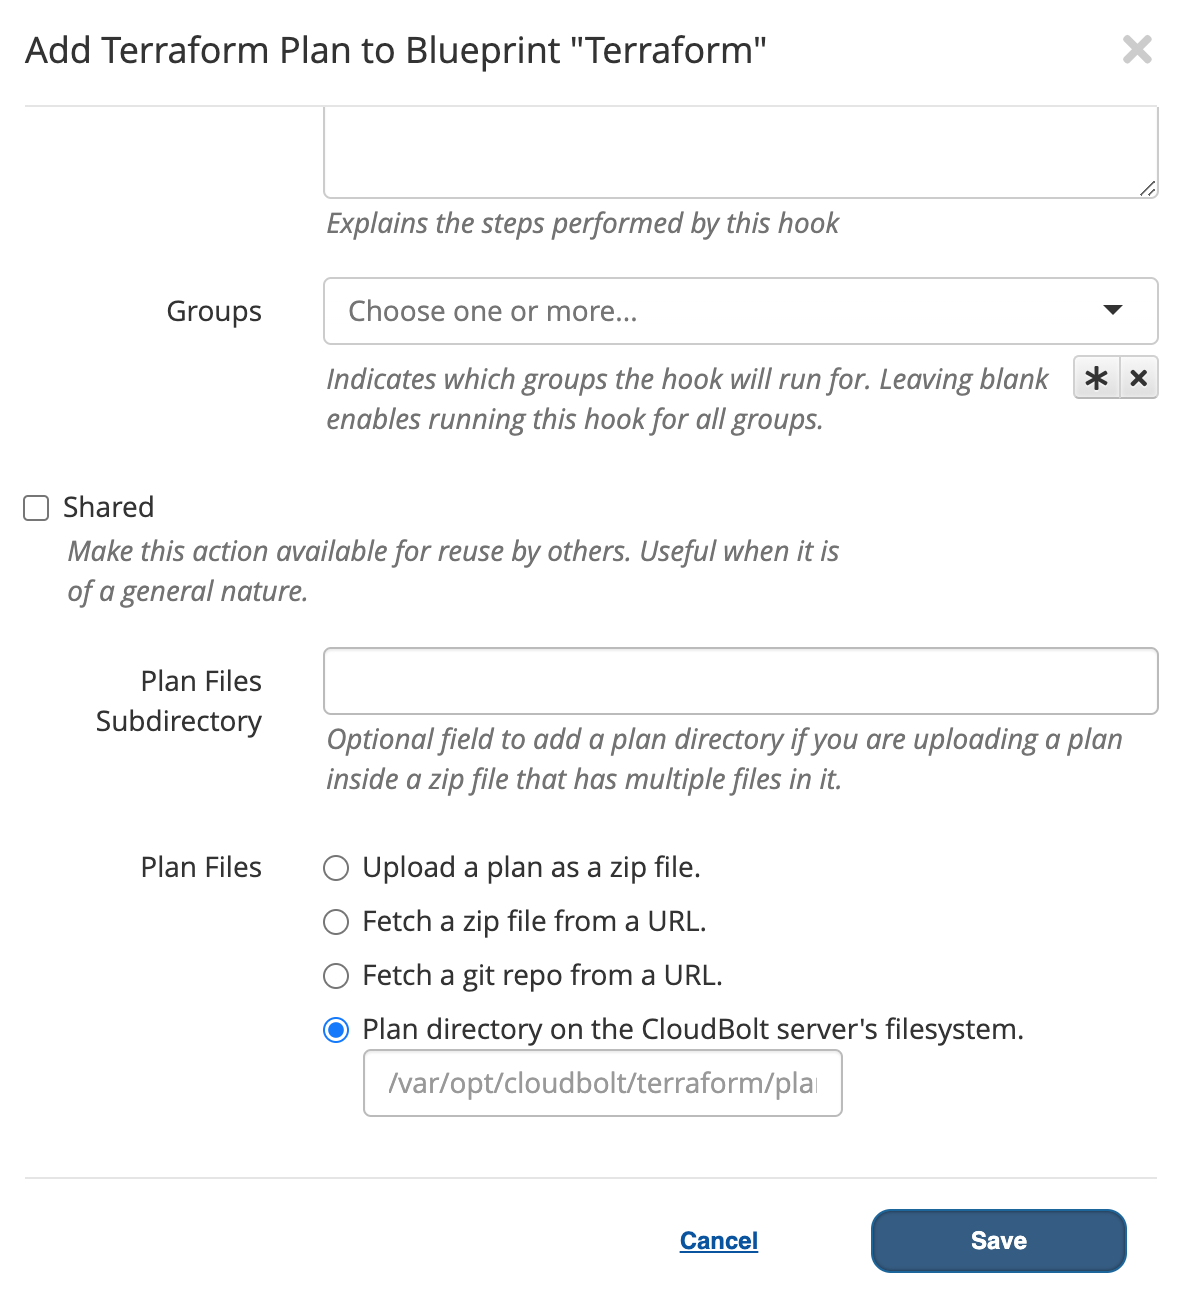 Add Terraform Plan to Blueprint "Terraform"
Explains the steps performed by this hook
Groups
Choose one or more...
Indicates which groups the hook will run for. Leaving blank
enables running this hook for all groups.
Shared
Make this action available for reuse by others. Useful when it is
of a general nature.
Plan Files
Subdirectory
Optional field to add a plan directory if you are uploading a plan
inside a zip file that has multiple files in it.
Plan Files
Upload a plan as a zip file.
Fetch a zip file from a URL.
Fetch a git repo from a URL.
Plan directory on the CloudBolt server's filesystem.
/var/opt/cloudbolt/terraform/pla
Cancel
Save